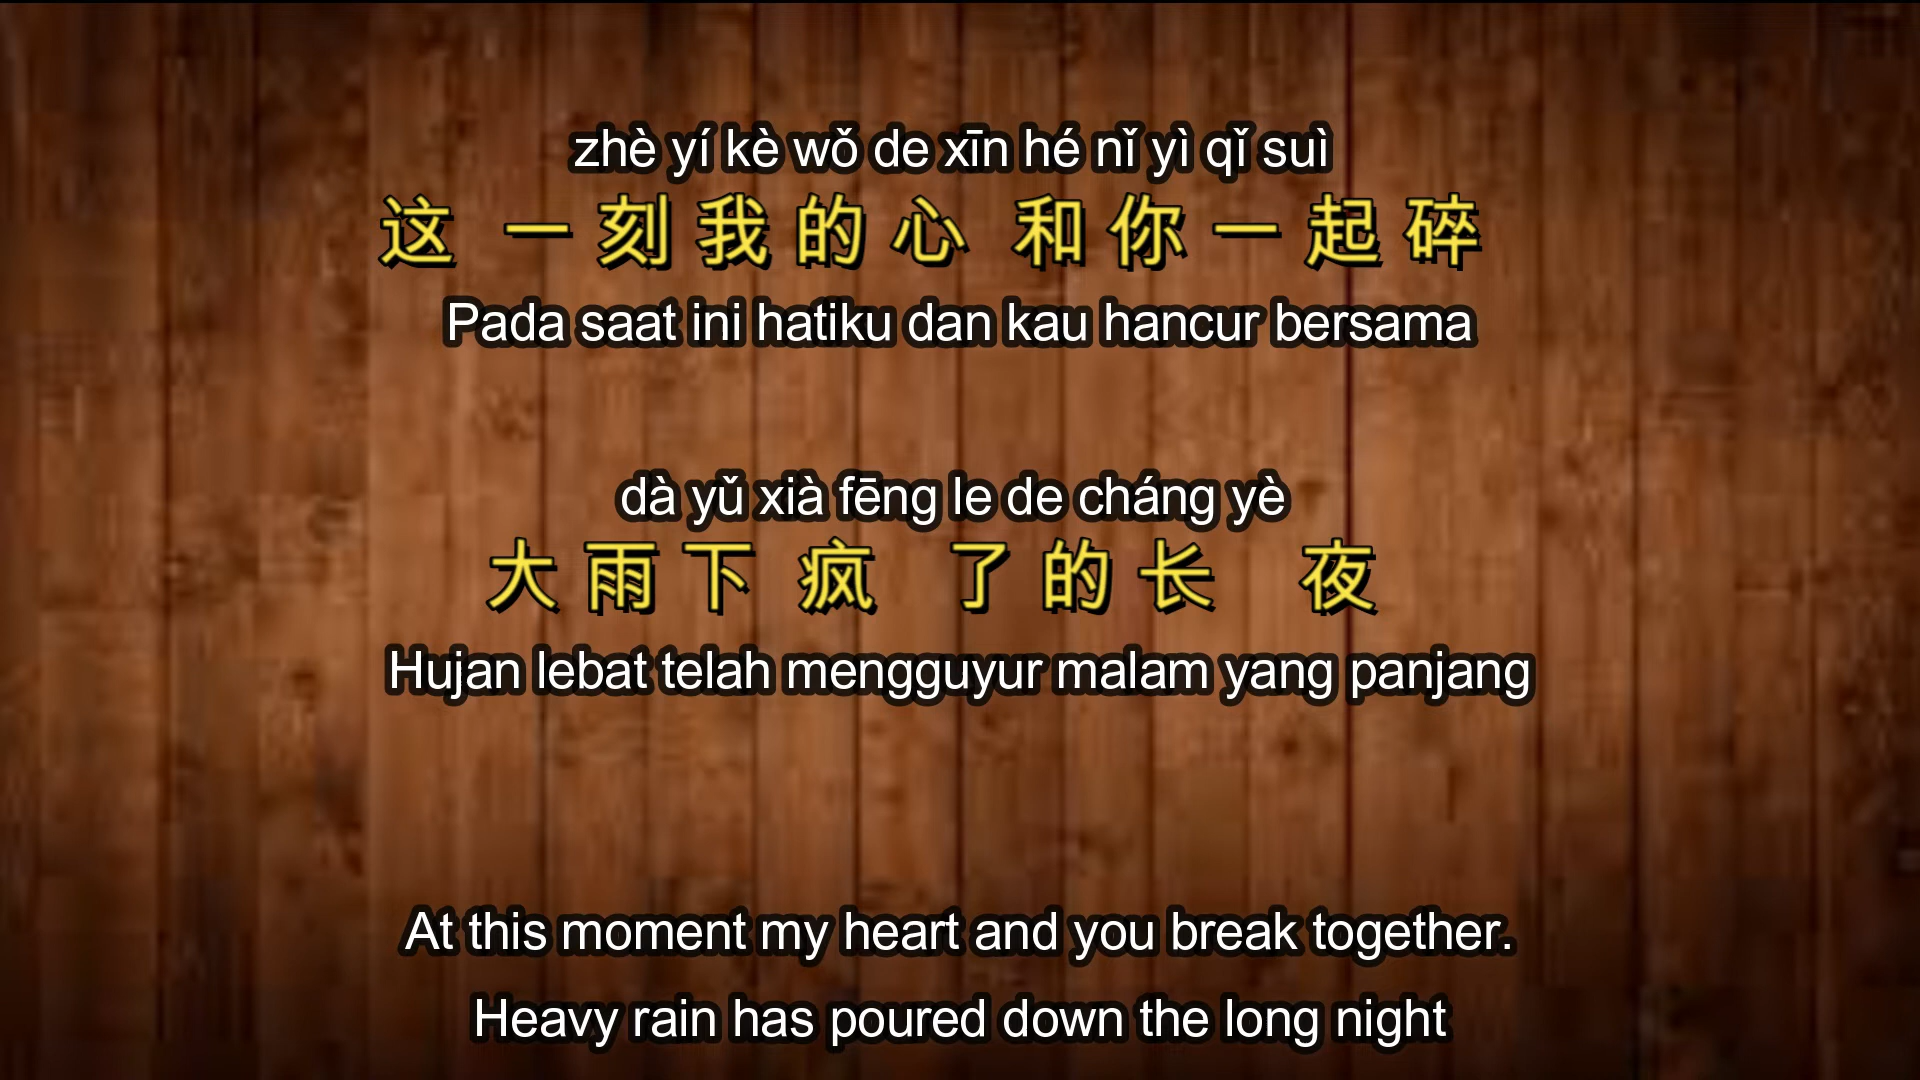 zhè yí kè wǒ de xīn hé nǐ yì qǐ suì
这 一 刻 我 的 心 和 你 一 起 碎
Pada saat ini hatiku dan kau hancur bersama
dà yǔ xià fēng le de cháng yè
大 雨 下 疯 了 的 长 夜
Hujan lebat telah mengguyur malam yang panjang
At this moment my heart and you break together.
Heavy rain has poured down the long night